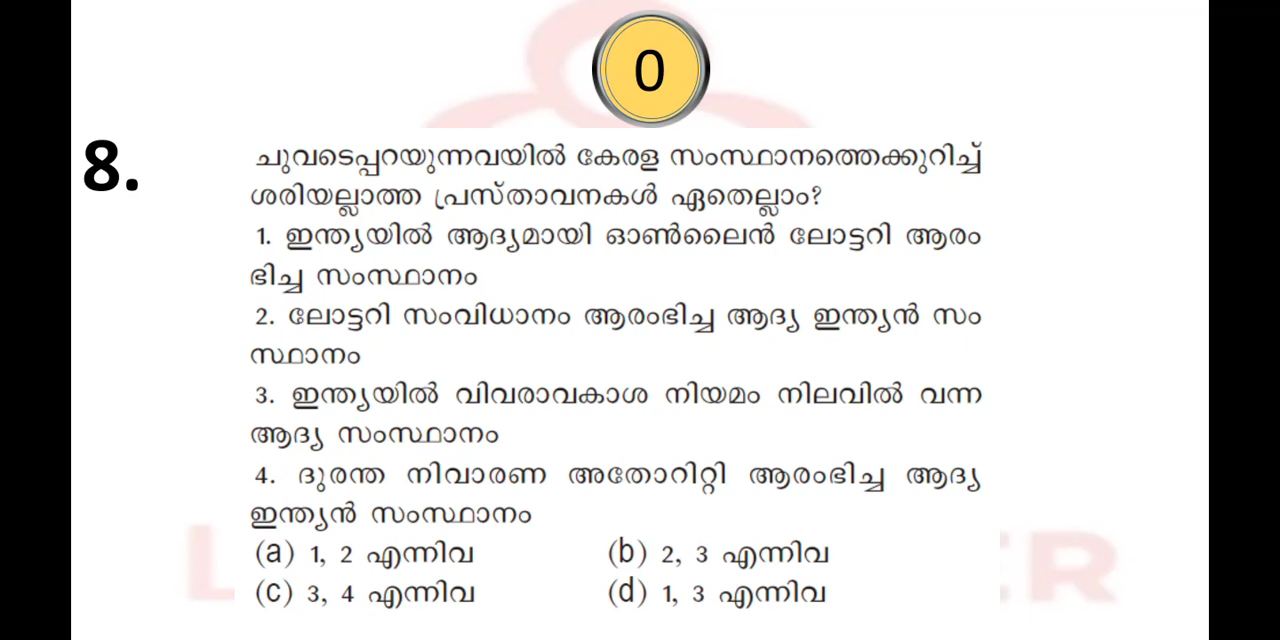 0
8.
ചുവടെപ്പറയുന്നവയിൽ കേരള സംസ്ഥാനത്തെക്കുറിച്ച്
ശരിയല്ലാത്ത പ്രസ്താവനകൾ ഏതെല്ലാം?
1. ഇന്ത്യയിൽ ആദ്യമായി ഓൺലൈൻ ലോട്ടറി ആരം
ഭിച്ച സംസ്ഥാനം
2. ലോട്ടറി സംവിധാനം ആരംഭിച്ച ആദ്യ ഇന്ത്യൻ സം
സ്ഥാനം
3. ഇന്ത്യയിൽ വിവരാവകാശ നിയമം നിലവിൽ വന്ന
ആദ്യ സംസ്ഥാനം
4. ദുരന്ത നിവാരണ അതോറിറ്റി ആരംഭിച്ച ആദ്യ
ഇന്ത്യൻ സംസ്ഥാനം
(a) 1, 2 എന്നിവ (b) 2, 3 എന്നിവ
(c) 3, 4 എന്നിവ (d) 1, 3 എന്നിവ